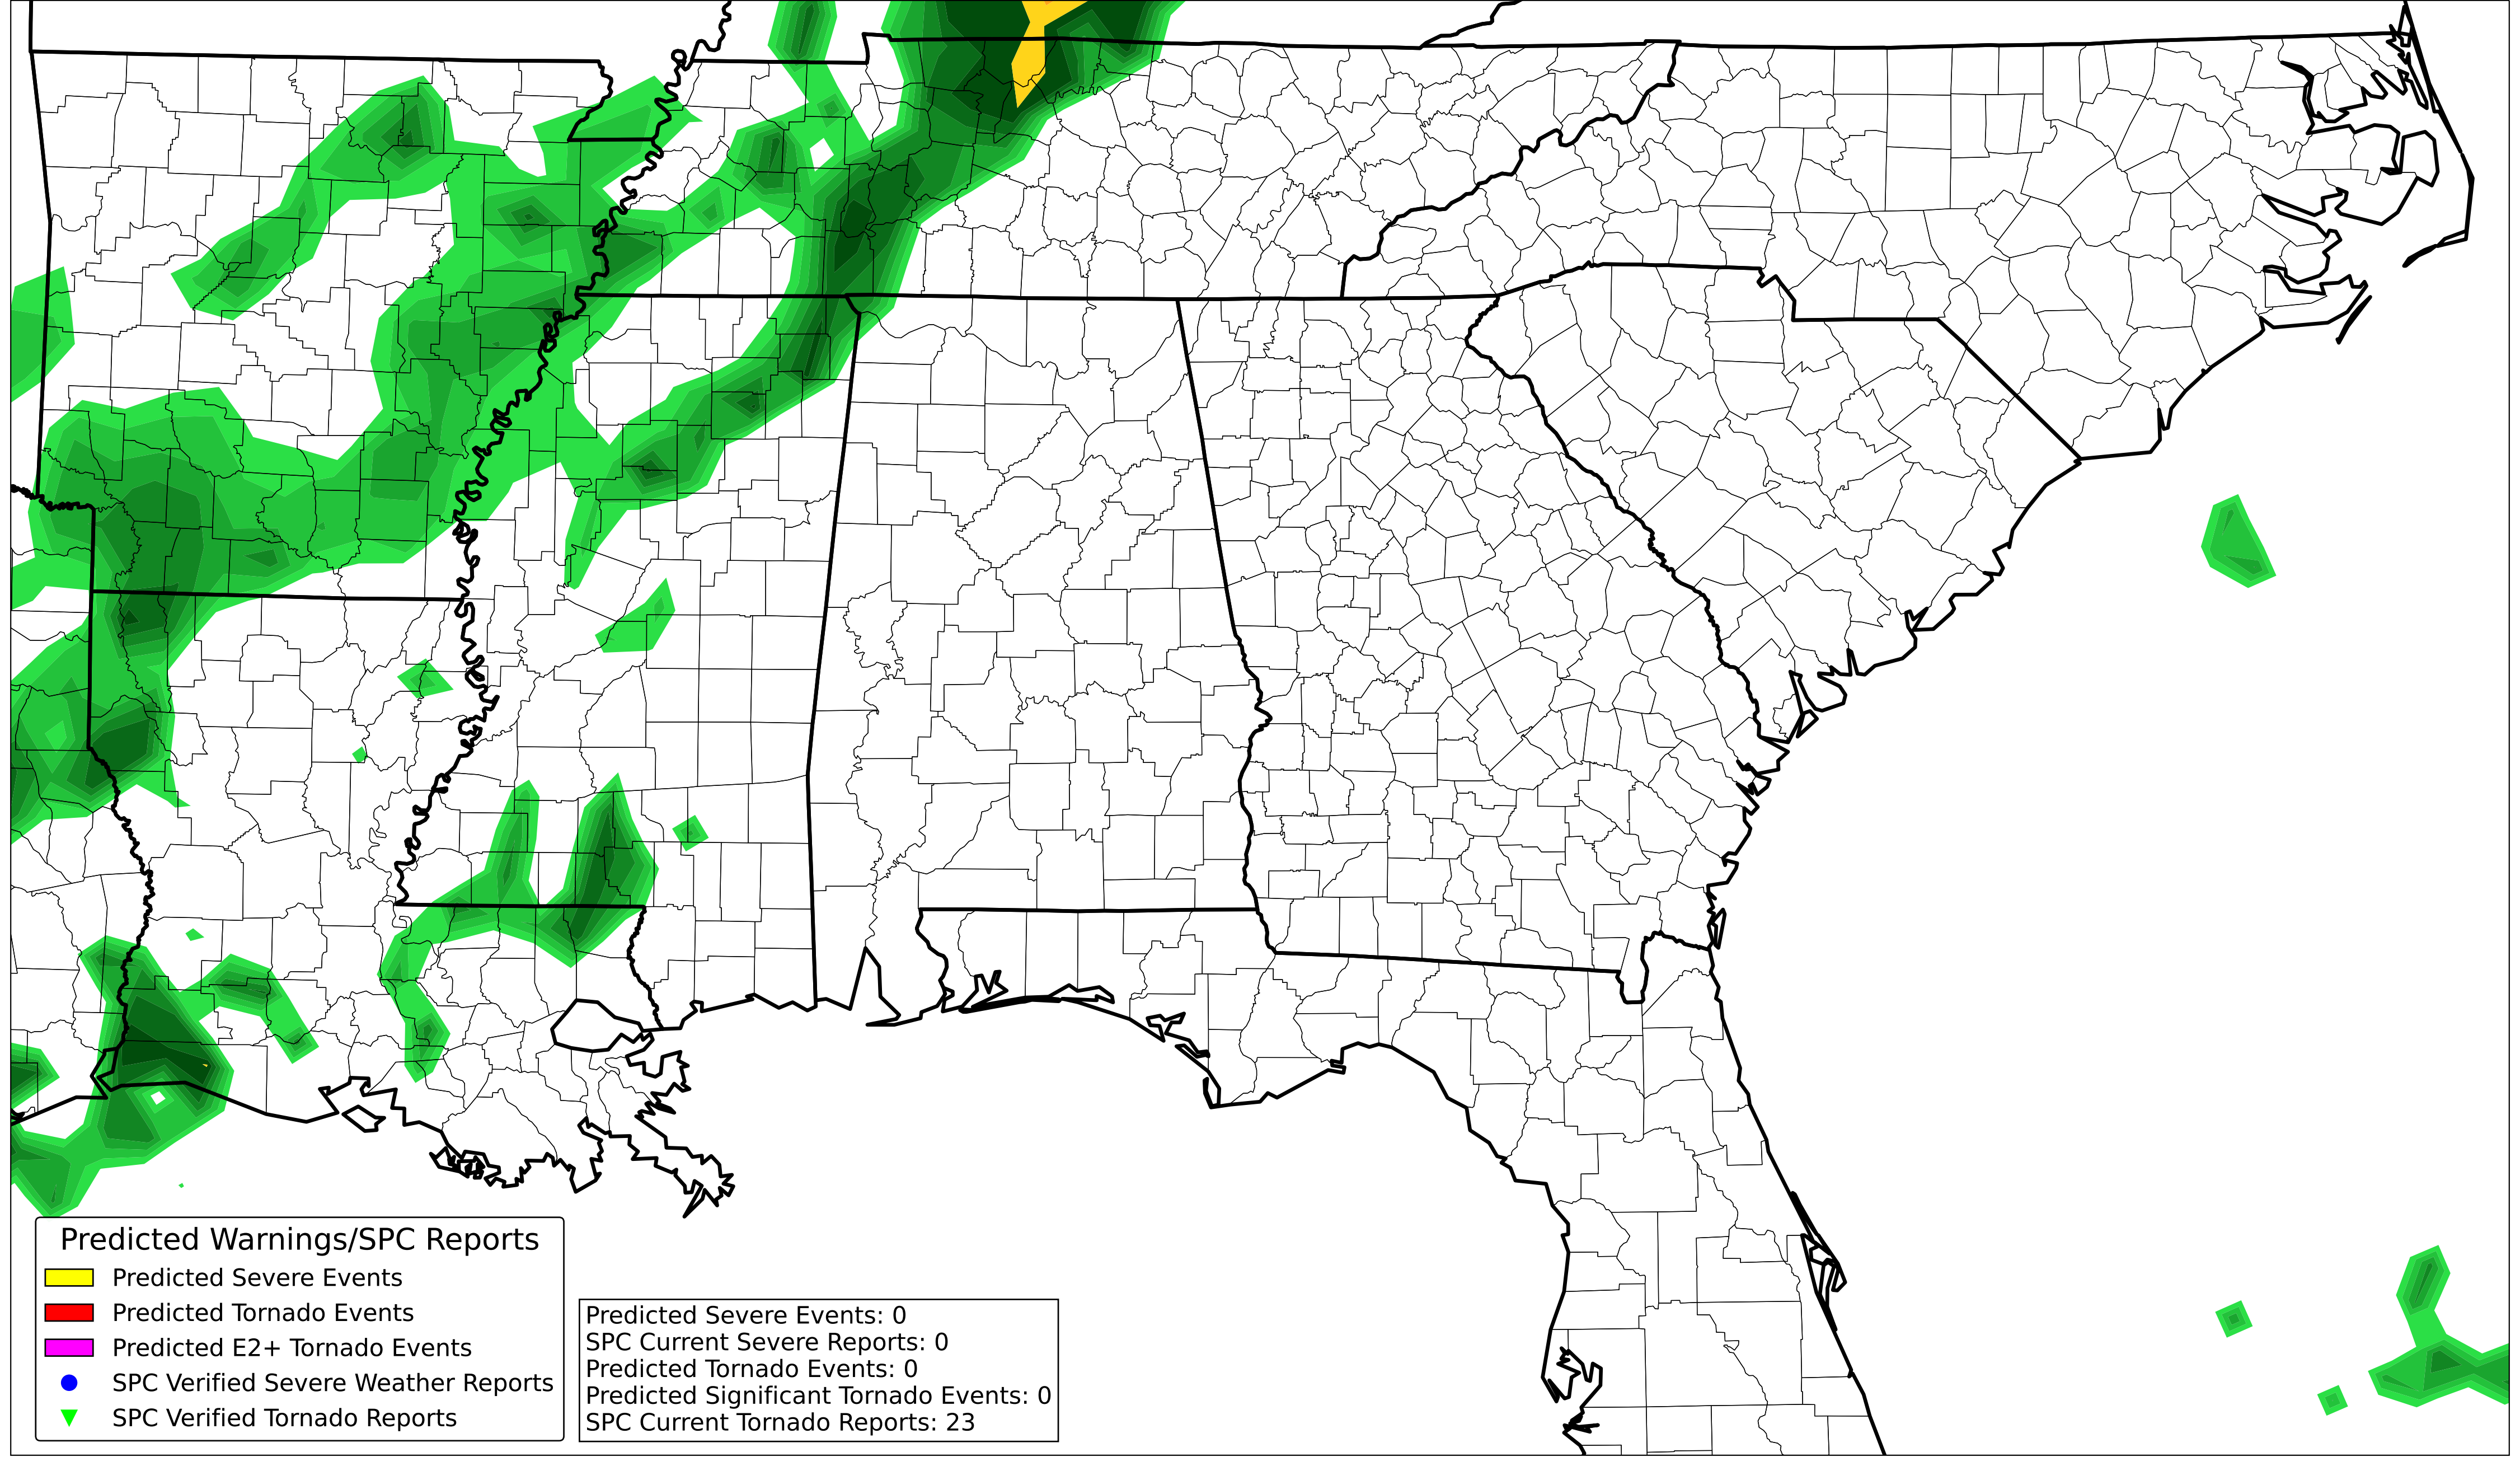 Predicted Warnings/SPC Reports
Predicted Severe Events
Predicted Tornado Events
Predicted E2+ Tornado Events
SPC Verified Severe Weather Reports
SPC Verified Tornado Reports
Predicted Severe Events: 0
SPC Current Severe Reports: 0
Predicted Tornado Events: 0
Predicted Significant Tornado Events: 0
SPC Current Tornado Reports: 23